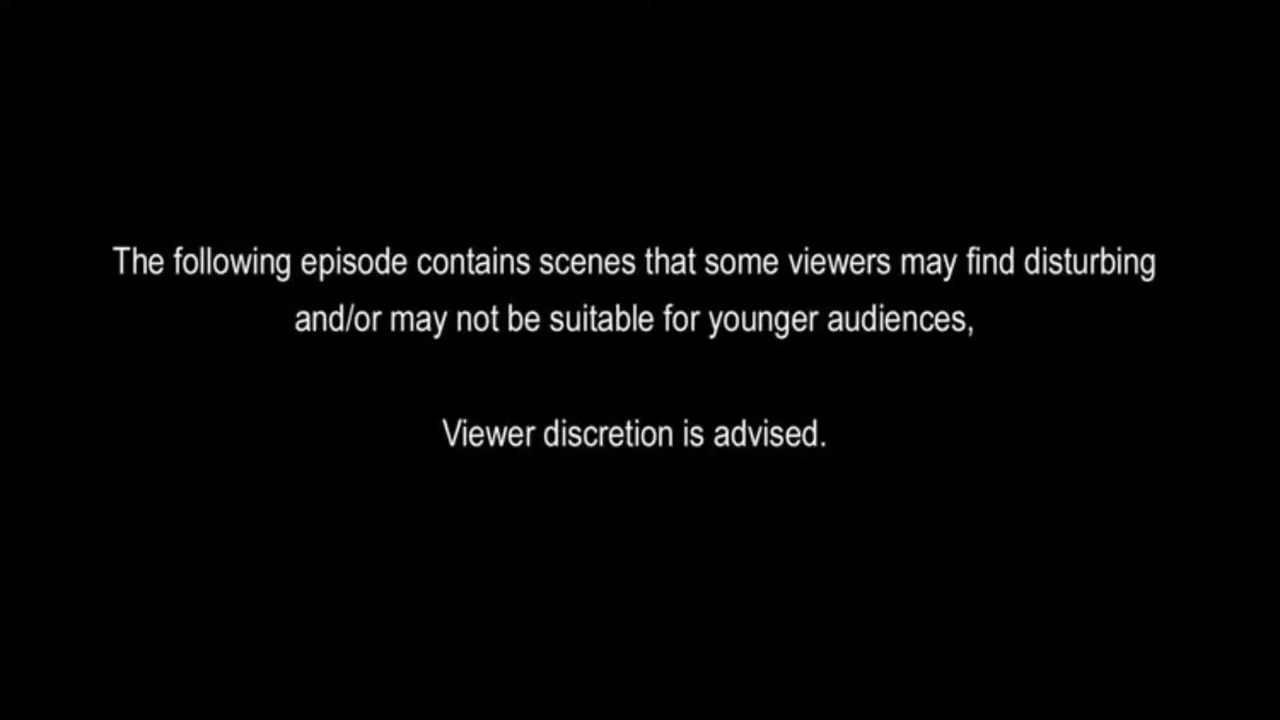 The following episode contains scenes that some viewers may find disturbing
and/or may not be suitable for younger audiences,
Viewer discretion is advised.